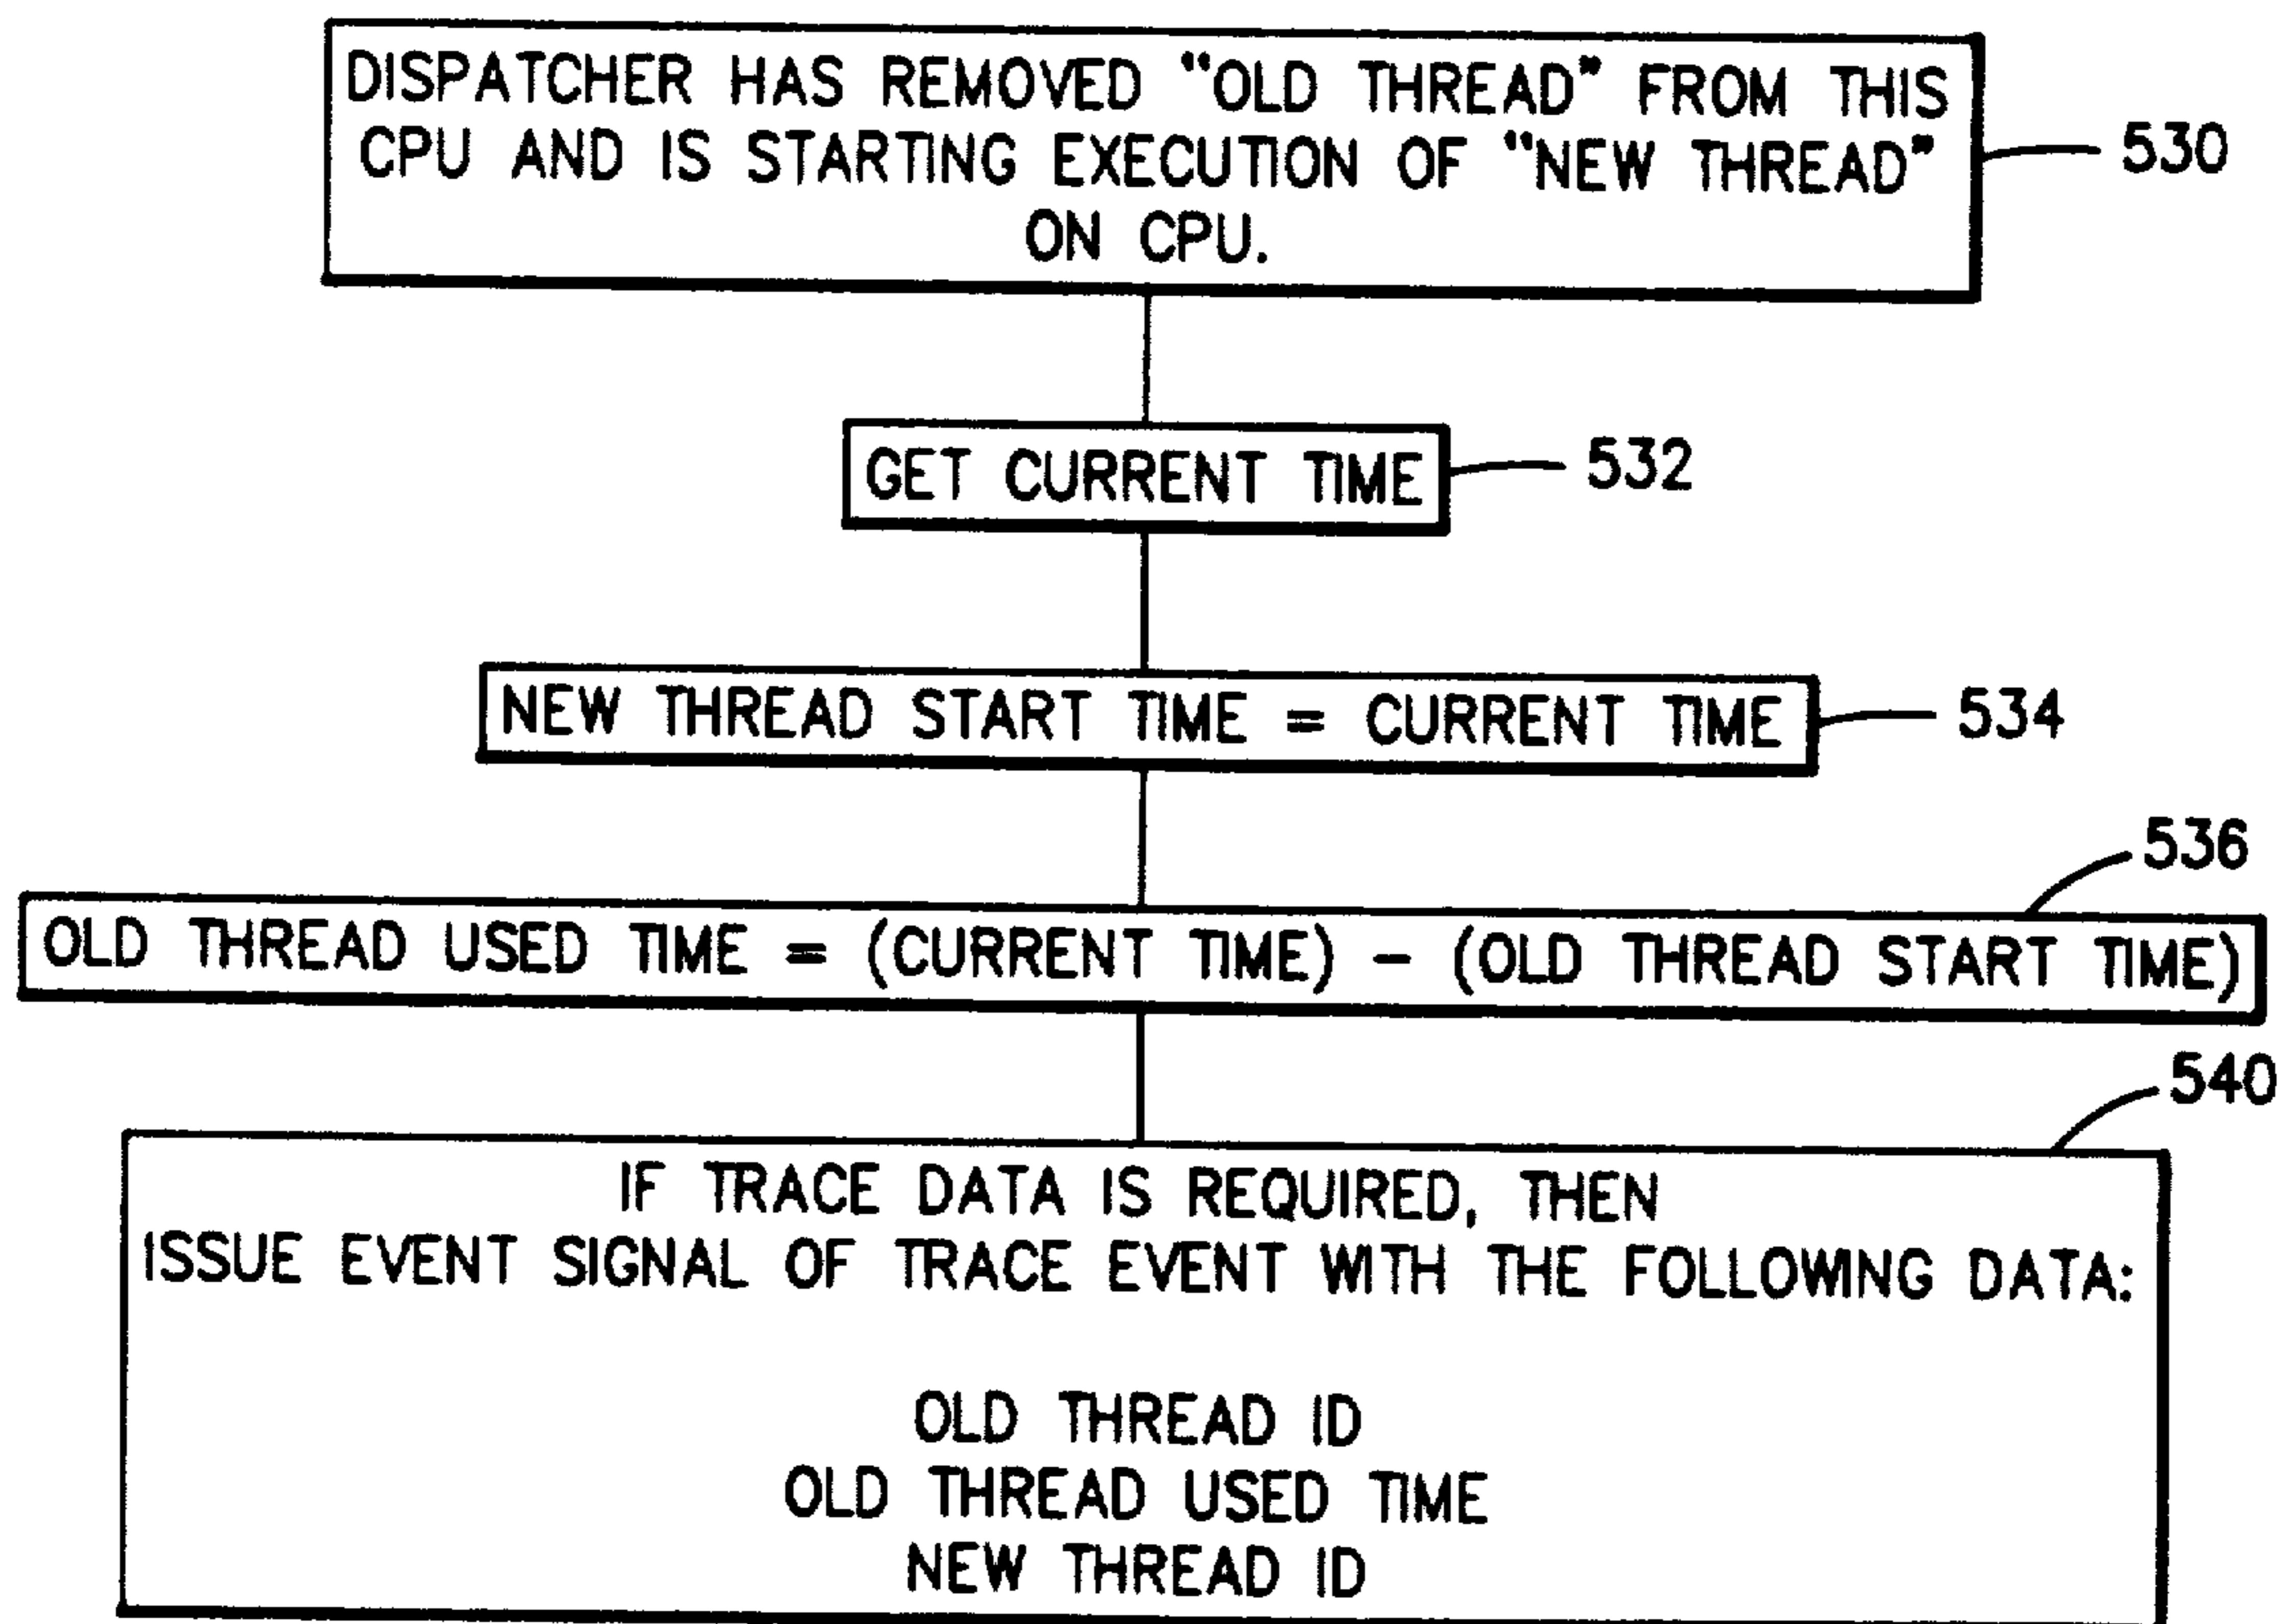 DISPATCHER HAS REMOVED "OLD THREAD" FROM THIS
CPU AND IS STARTING EXECUTION OF "NEW THREAD"
ON CPU.
530
GET CURRENT TIME
532
NEW THREAD START TIME = CURRENT TIME
534
536
OLD THREAD USED TIME = (CURRENT TIME) - (OLD THREAD START TIME)
540
IF TRACE DATA IS REQUIRED, THEN
ISSUE EVENT SIGNAL OF TRACE EVENT WITH THE FOLLOWING DATA:
OLD THREAD ID
OLD THREAD USED TIME
NEW THREAD ID